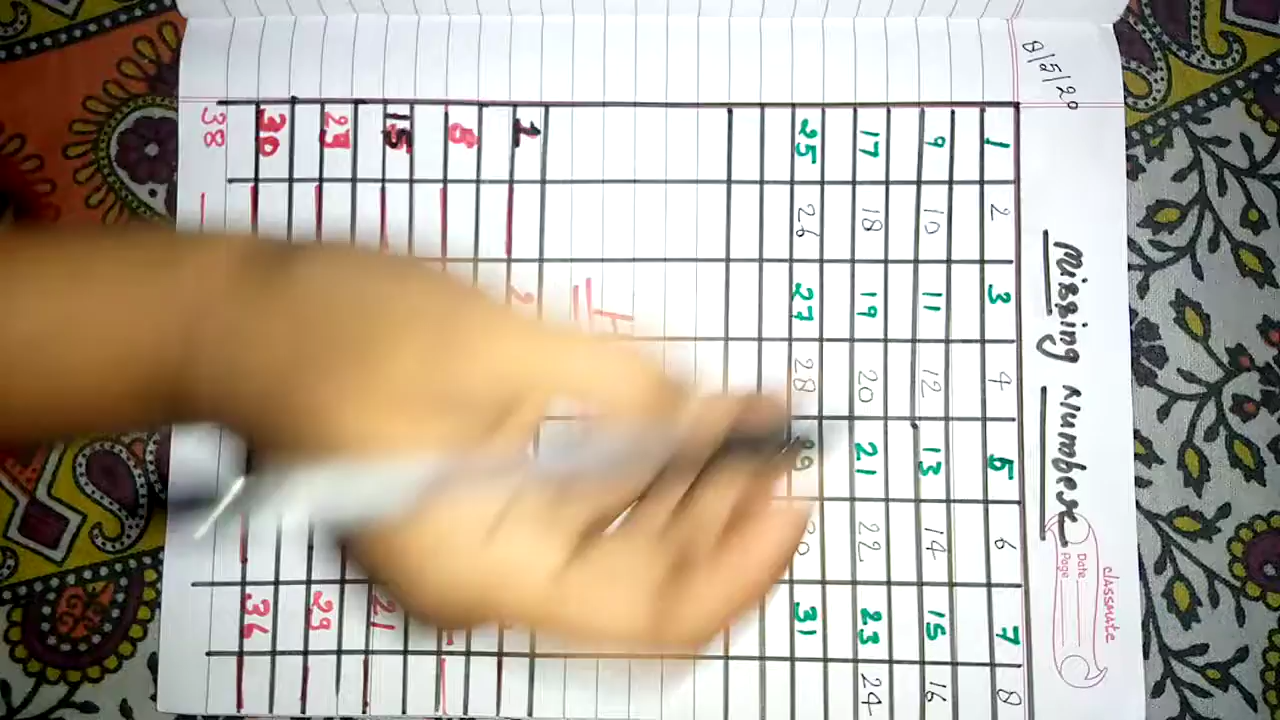 8/5/20
classmate
Date
Page
Missing Numbers
1 2 3 4 5 6 7 8
9 10 11 12 13 14 15 16
17 18 19 20 21 22 23 24
25 26 27 28 29 31
H
1
8
15 21
23 29
30 36
38